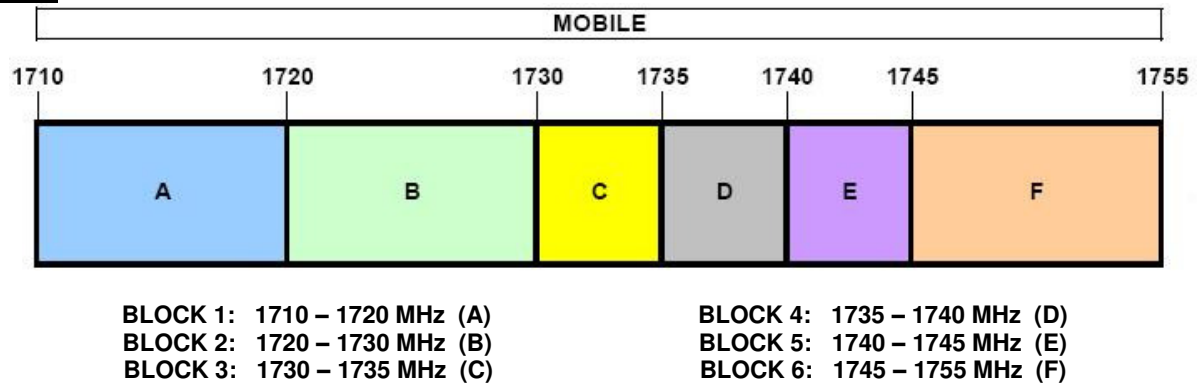 MOBILE
1710 1720 1730 1735 1740 1745 1755
A B C D E F
BLOCK 1: 1710 – 1720 MHz (A)
BLOCK 2: 1720 – 1730 MHz (B)
BLOCK 3: 1730 – 1735 MHz (C)
BLOCK 4: 1735 – 1740 MHz (D)
BLOCK 5: 1740 – 1745 MHz (E)
BLOCK 6: 1745 – 1755 MHz (F)